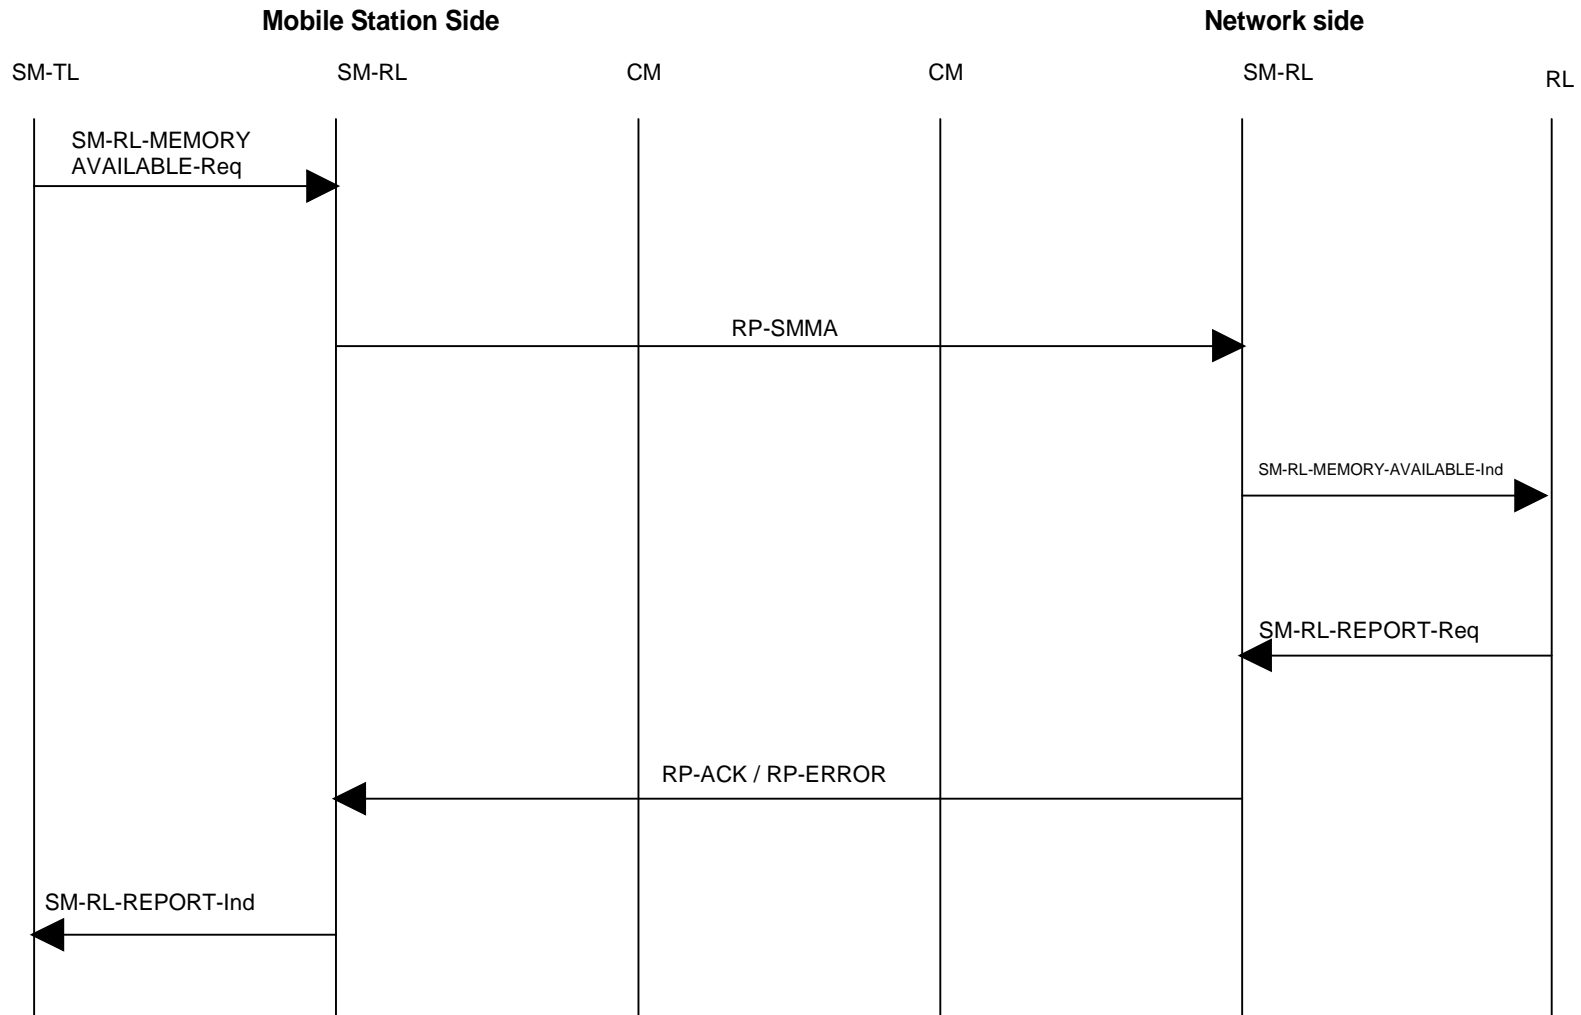 Mobile Station Side
Network side
SM-TL
SM-RL
CM
CM
SM-RL
RL
SM-RL-MEMORY
AVAILABLE-Req
RP-SMMA
SM-RL-MEMORY-AVAILABLE-Ind
SM-RL-REPORT-Req
RP-ACK / RP-ERROR
SM-RL-REPORT-Ind